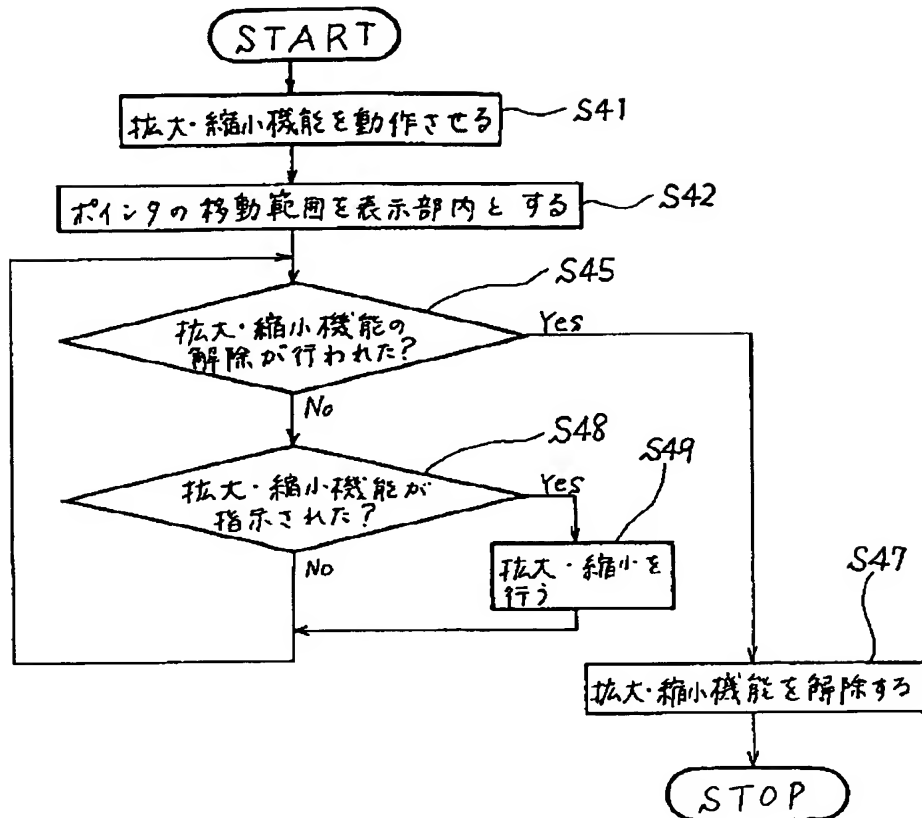 START
拡大・縮小機能を動作させる
S41
ポインタの移動範囲を表示部内とする
S42
S45
拡大・縮小機能の
解除が行われた?
Yes
No
S48
拡大・縮小機能が
指示された?
Yes
No
S49
拡大・縮小を
行う
S47
拡大・縮小機能を解除する
STOP